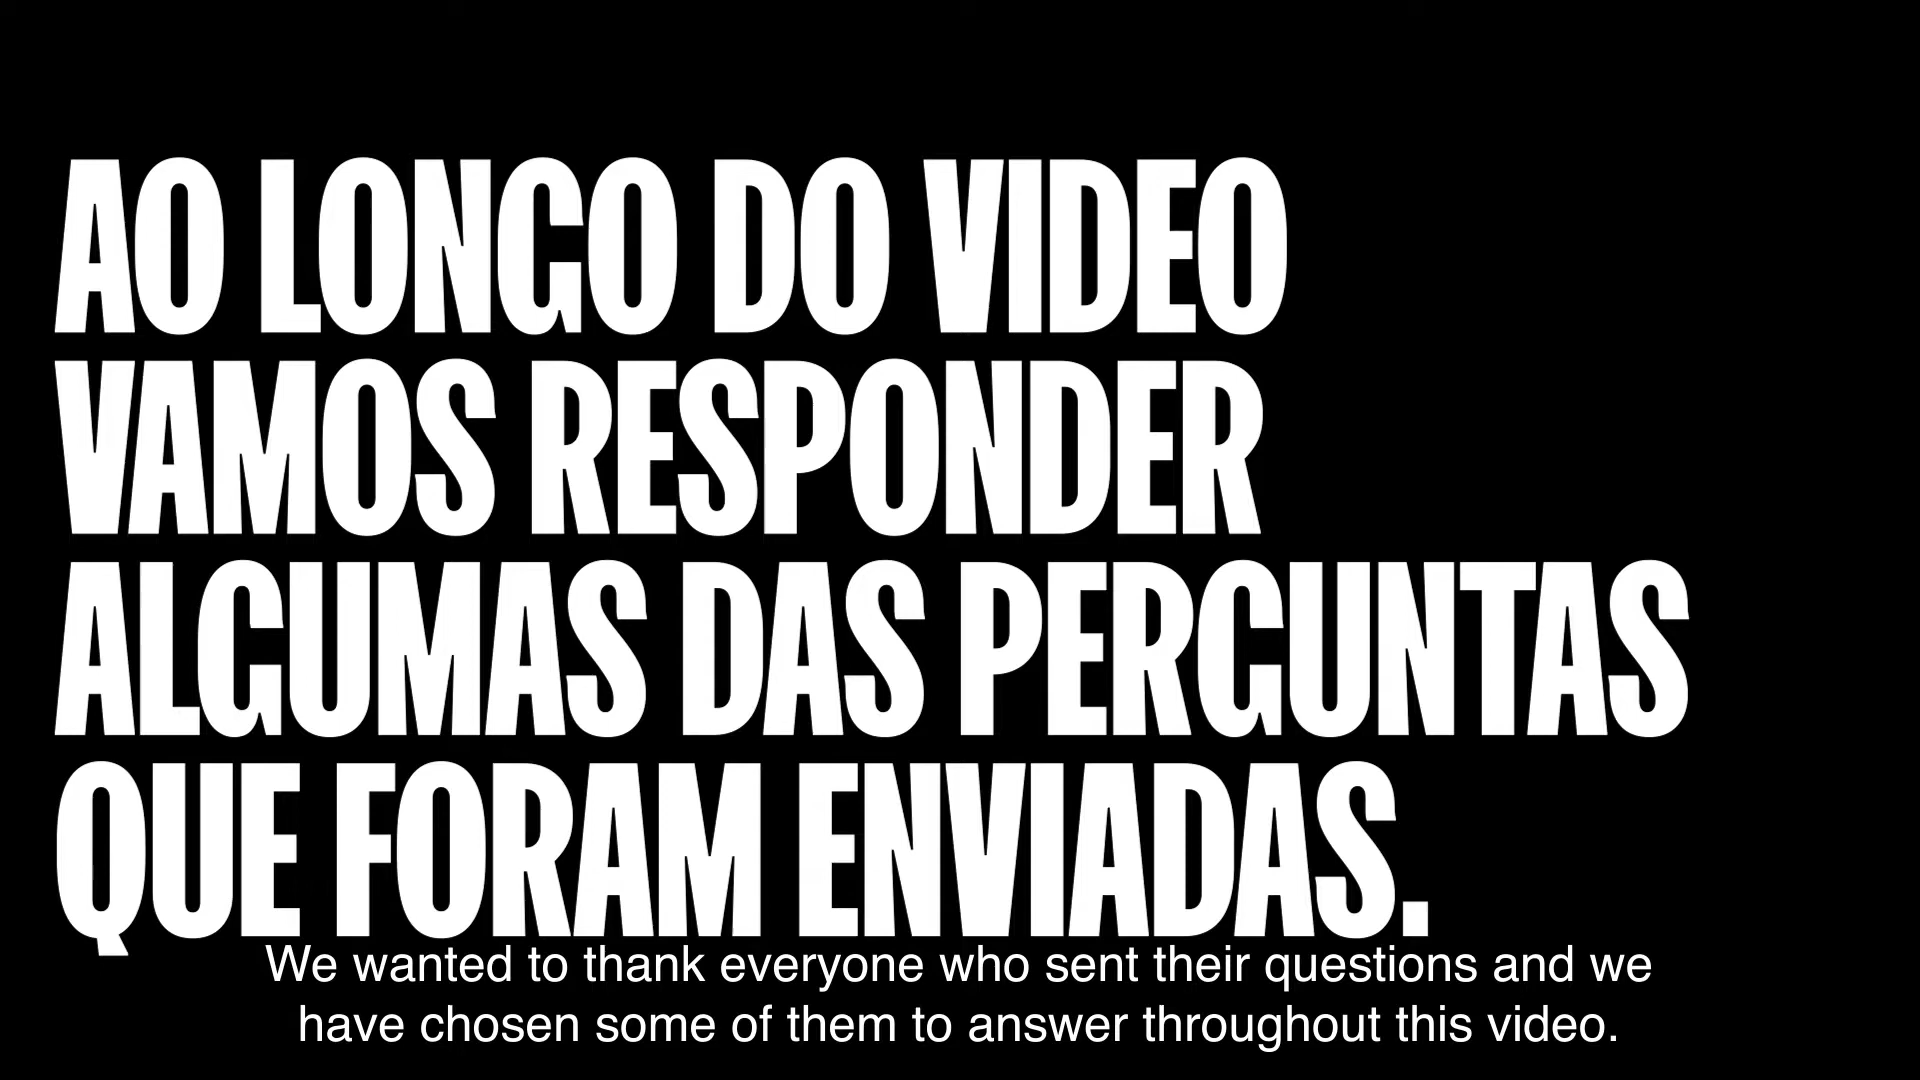 AO LONGO DO VIDEO
VAMOS RESPONDER
ALGUMAS DAS PERGUNTAS
QUE FORAM ENVIADAS.
We wanted to thank everyone who sent their questions and we
have chosen some of them to answer throughout this video.